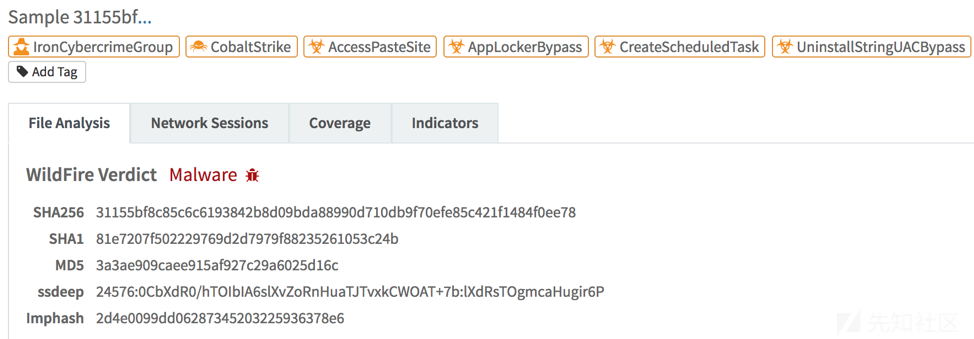 Sample 31155bf...
IronCybercrimeGroup CobaltStrike AccessPasteSite AppLockerBypass CreateScheduledTask UninstallStringUACBypass
Add Tag
File Analysis Network Sessions Coverage Indicators
WildFire Verdict Malware
SHA256 31155bf8c85c6c6193842b8d09bda88990d710db9f70efe85c421f1484f0ee78
SHA1 81e7207f502229769d2d7979f88235261053c24b
MD5 3a3ae909caee915af927c29a6025d16c
ssdeep 24576:0CbXdR0/hTOIbIA6slXvZoRnHuaTJTvxkCWOAT+7b:lXdRsTOgmcaHugir6P
Imphash 2d4e0099dd06287345203225936378e6
先知社区